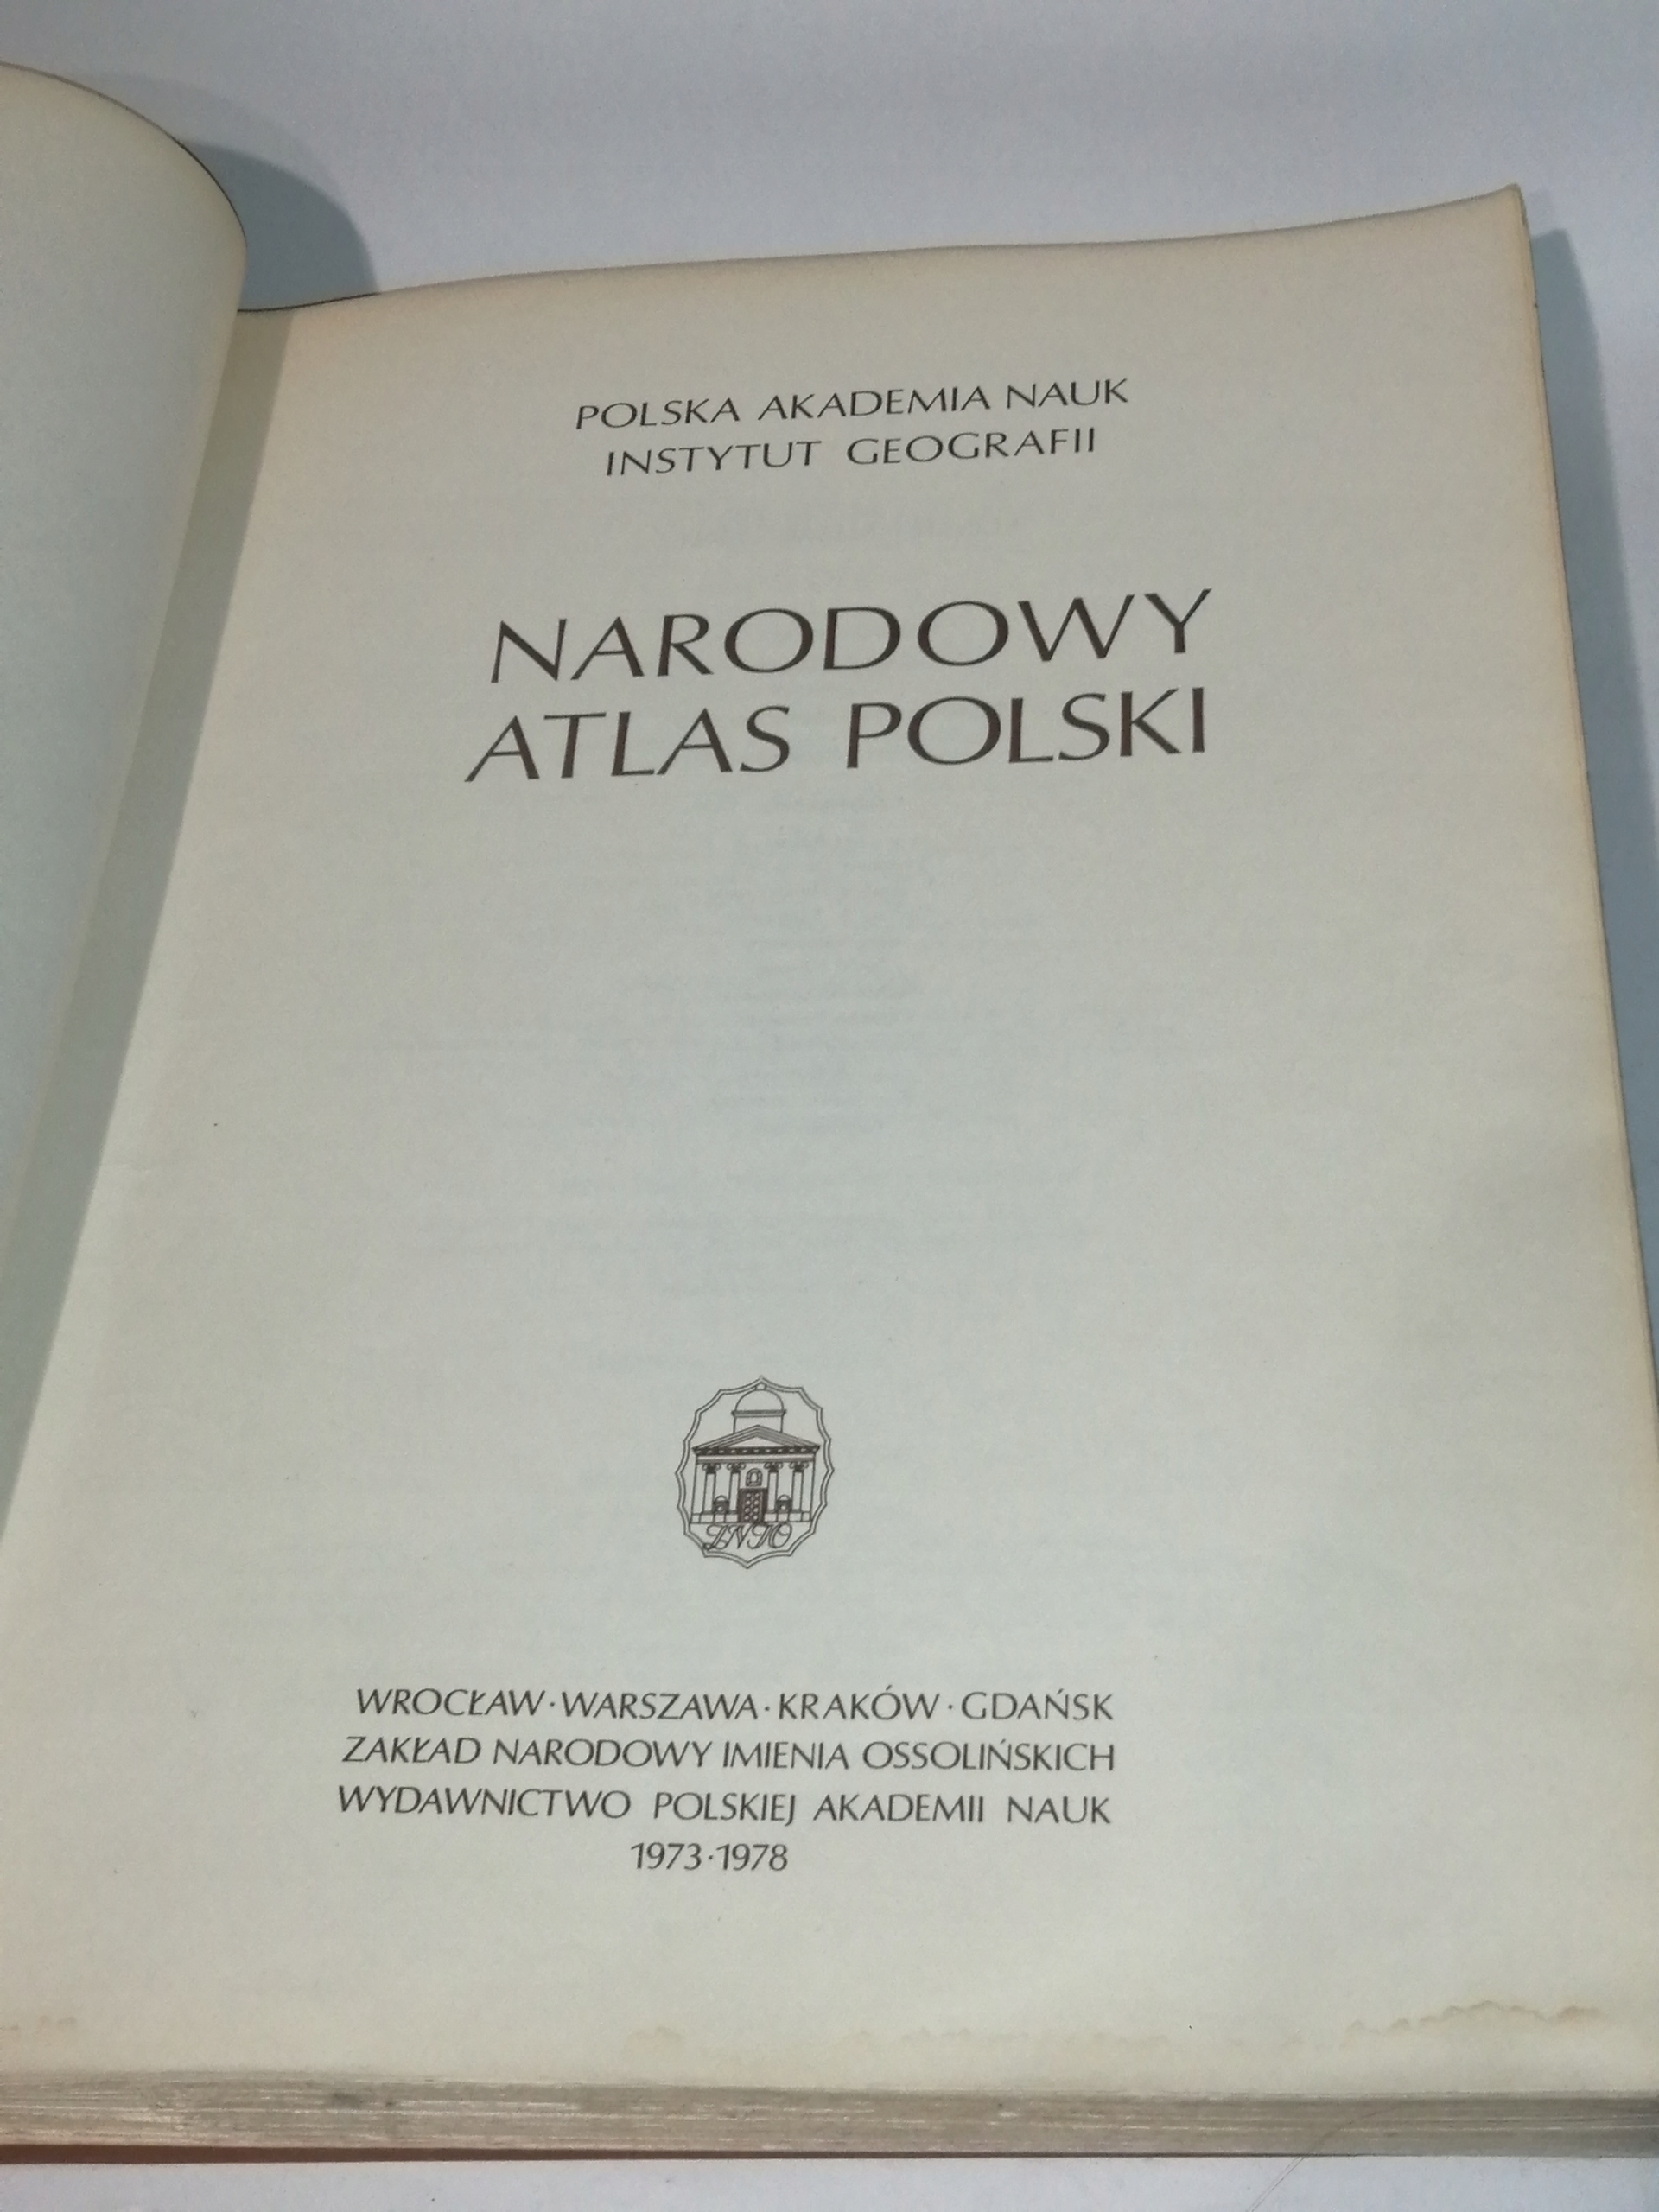 POLSKA AKADEMIA NAUK
INSTYTUT GEOGRAFII
NARODOWY
ATLAS POLSKI
ZNIO
WROCŁAW·WARSZAWA·KRAKÓW·GDAŃSK
ZAKŁAD NARODOWY IMIENIA OSSOLIŃSKICH
WYDAWNICTWO POLSKIEJ AKADEMII NAUK
1973·1978